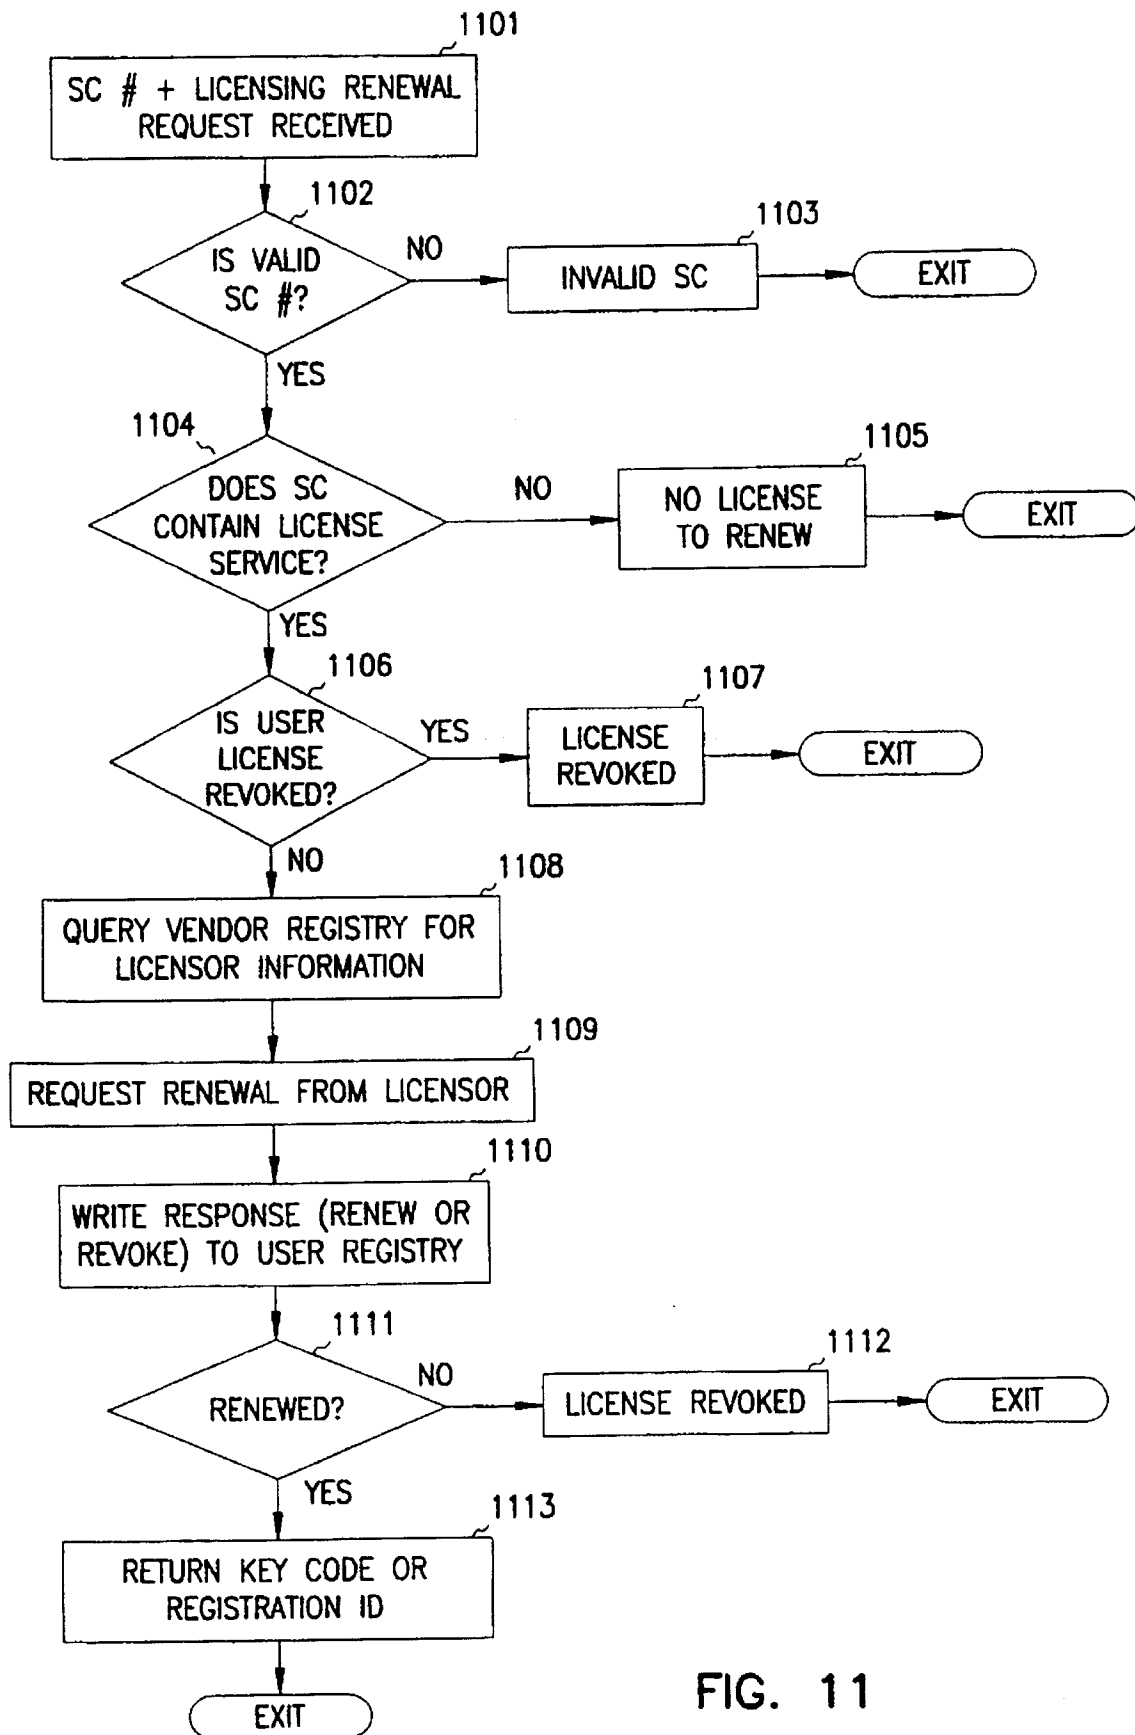 1101
SC # + LICENSING RENEWAL
REQUEST RECEIVED
1102
IS VALID
SC #?
NO
1103
INVALID SC
EXIT
YES
1104
DOES SC
CONTAIN LICENSE
SERVICE?
NO
1105
NO LICENSE
TO RENEW
EXIT
YES
1106
IS USER
LICENSE
REVOKED?
YES
1107
LICENSE
REVOKED
EXIT
NO
1108
QUERY VENDOR REGISTRY FOR
LICENSOR INFORMATION
1109
REQUEST RENEWAL FROM LICENSOR
1110
WRITE RESPONSE (RENEW OR
REVOKE) TO USER REGISTRY
1111
RENEWED?
NO
1112
LICENSE REVOKED
EXIT
YES
1113
RETURN KEY CODE OR
REGISTRATION ID
EXIT
FIG. 11